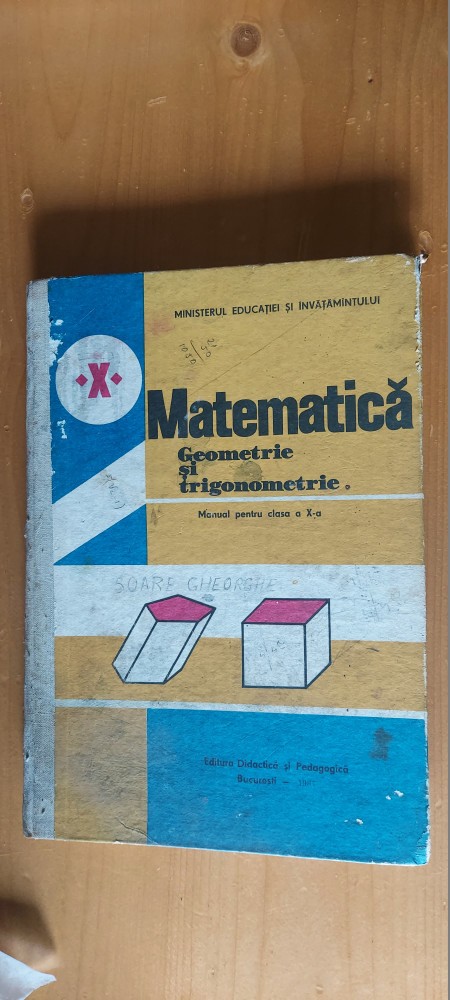 MINISTERUL EDUCAȚIEI ȘI ÎNVĂȚĂMÎNTULUI
·X·
Matematică
Geometrie
și
trigonometrie.
Manual pentru clasa a X-a
SOARE GHEORGHE
Editura Didactică și Pedagogică
București —